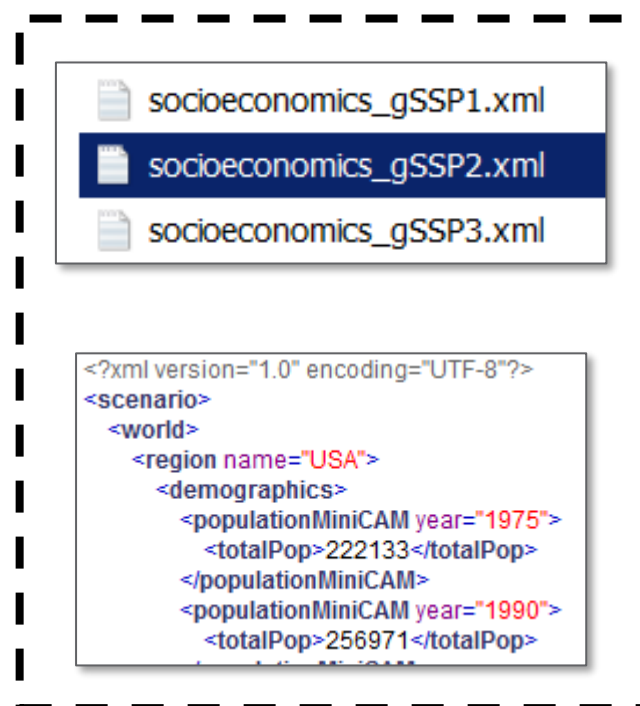 socioeconomics_gSSP1.xml
socioeconomics_gSSP2.xml
socioeconomics_gSSP3.xml
<?xml version="1.0" encoding="UTF-8"?>
<scenario>
<world>
<region name="USA">
<demographics>
<populationMiniCAM year="1975">
<totalPop>222133</totalPop>
</populationMiniCAM>
<populationMiniCAM year="1990">
<totalPop>256971</totalPop>